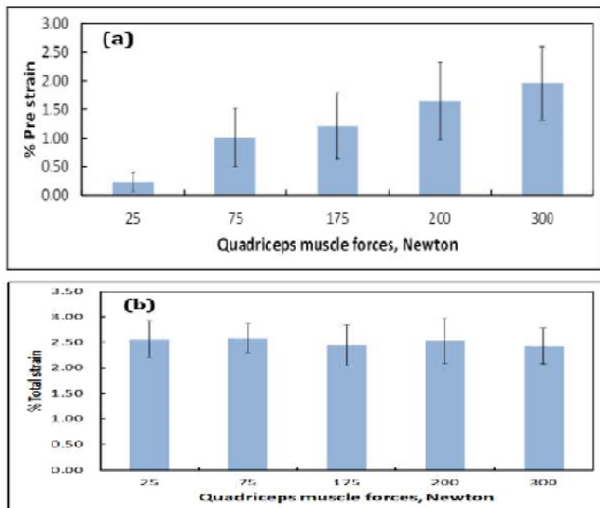 (a)
% Pre strain
3.00
2.50
2.00
1.50
1.00
0.50
0.00
25 75 175 200 300
Quadriceps muscle forces, Newton
(b)
% Total strain
3.50
3.00
2.50
2.00
1.50
1.00
0.50
0.00
25 75 175 200 300
Quadriceps muscle forces, Newton